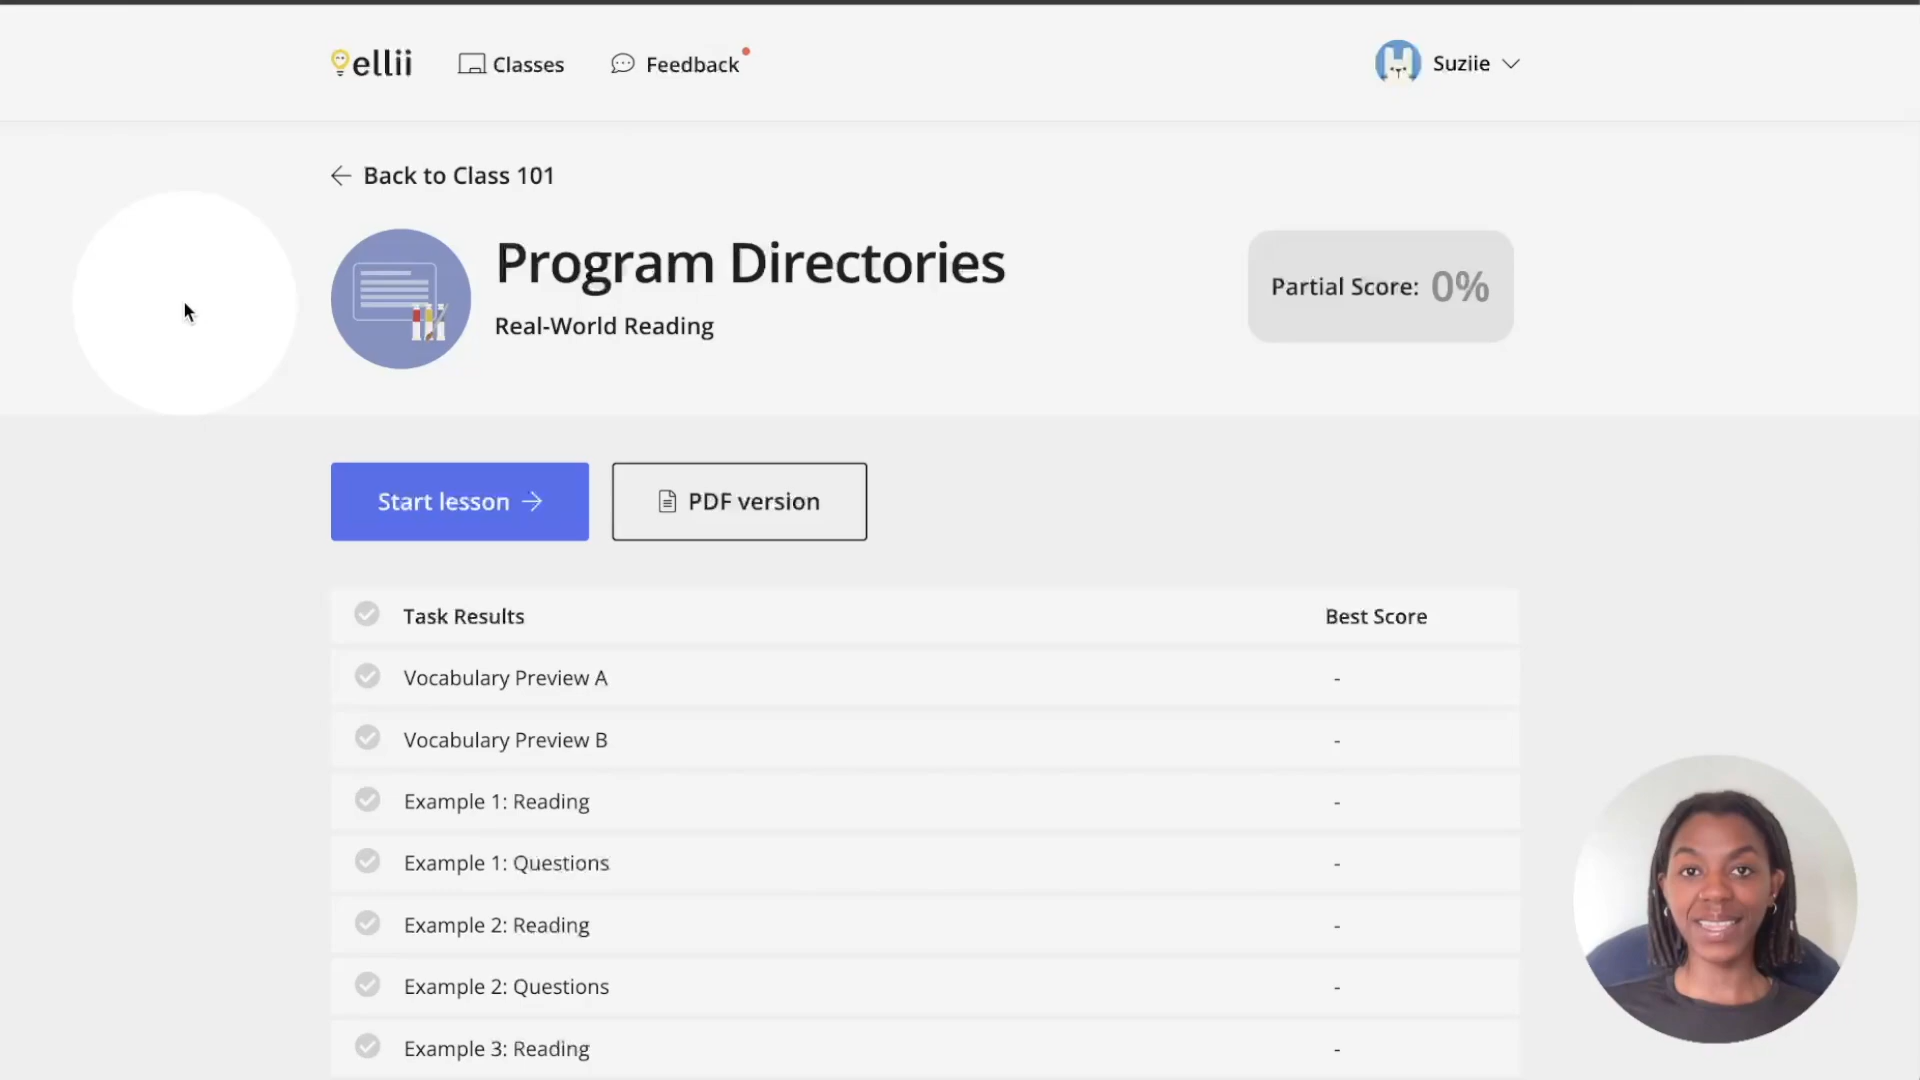 ellii
Classes
Feedback
Suziie
Back to Class 101
Program Directories
Real-World Reading
Partial Score: 0%
Start lesson
PDF version
Task Results
Best Score
Vocabulary Preview A
-
Vocabulary Preview B
-
Example 1: Reading
-
Example 1: Questions
-
Example 2: Reading
-
Example 2: Questions
-
Example 3: Reading
-